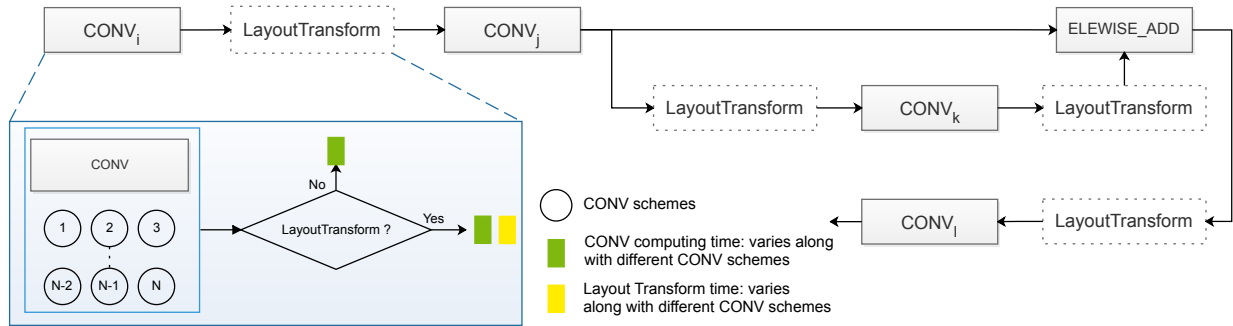 CONV_i
LayoutTransform
CONV_j
ELEWISE_ADD
LayoutTransform
CONV_k
LayoutTransform
CONV
1
2
3
N-2
N-1
N
No
LayoutTransform ?
Yes
CONV schemes
CONV computing time: varies along
with different CONV schemes
Layout Transform time: varies
along with different CONV schemes
CONV_l
LayoutTransform